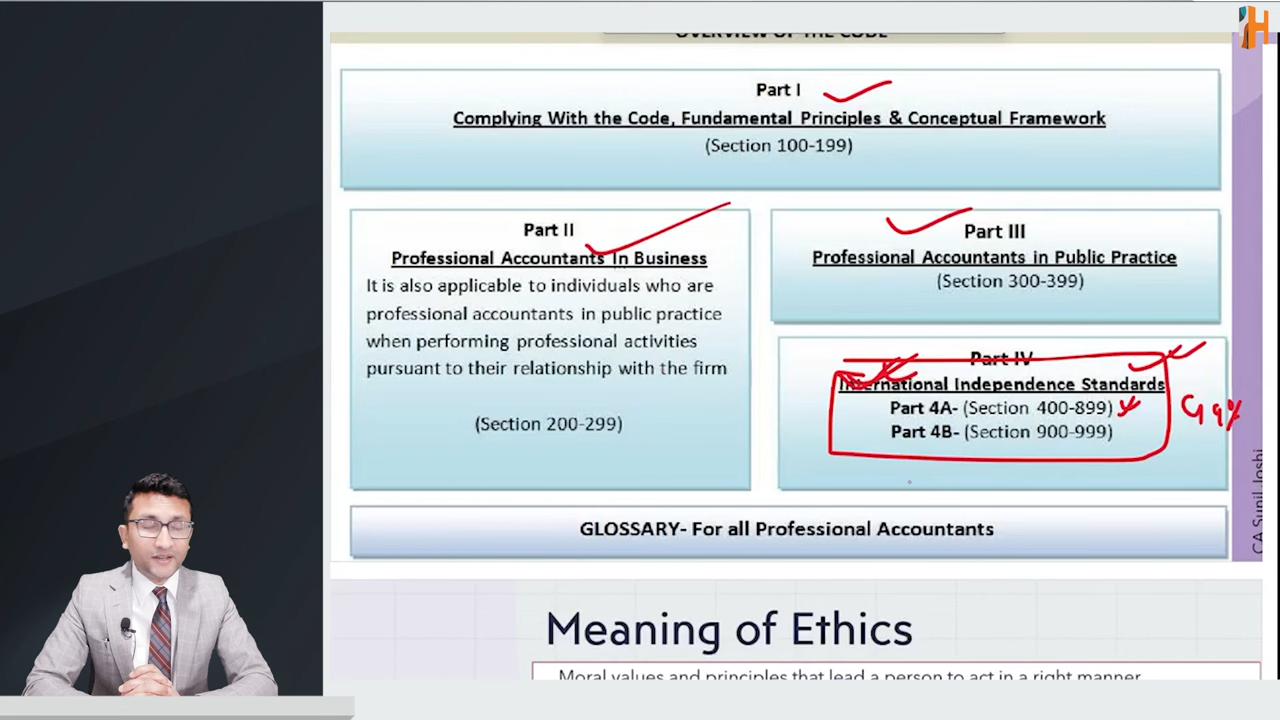 OVERVIEW OF THE CODE
Part I
Complying With the Code, Fundamental Principles & Conceptual Framework
(Section 100-199)
Part II
Professional Accountants In Business
It is also applicable to individuals who are
professional accountants in public practice
when performing professional activities
pursuant to their relationship with the firm
(Section 200-299)
Part III
Professional Accountants in Public Practice
(Section 300-399)
Part IV
International Independence Standards
Part 4A- (Section 400-899)
Part 4B- (Section 900-999)
CA Sunil Joshi
GLOSSARY- For all Professional Accountants
Meaning of Ethics
Moral values and principles that lead a person to act in a right manner